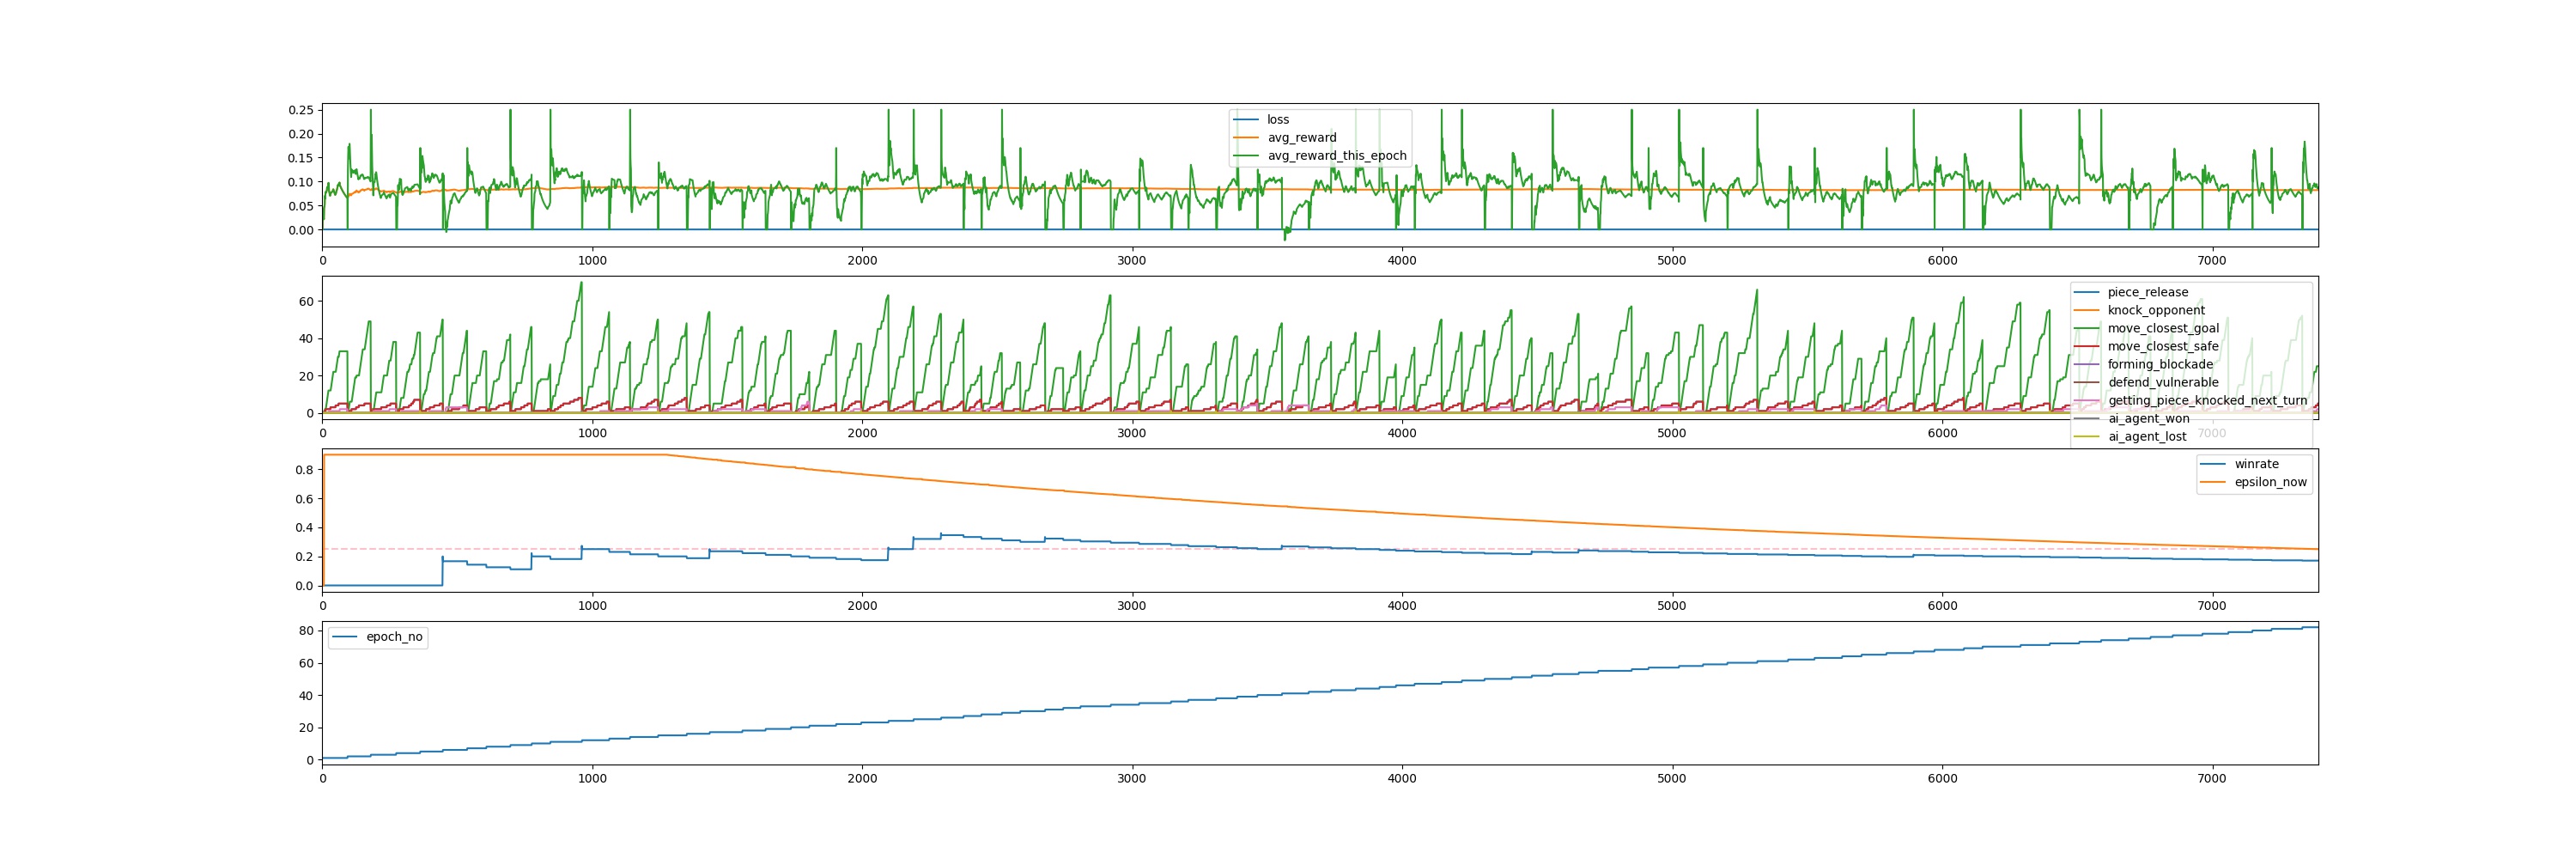 0.25
0.20
0.15
0.10
0.05
0.00
loss
avg_reward
avg_reward_this_epoch
0 1000 2000 3000 4000 5000 6000 7000
60
40
20
0
piece_release
knock_opponent
move_closest_goal
move_closest_safe
forming_blockade
defend_vulnerable
getting_piece_knocked_next_turn
ai_agent_won
ai_agent_lost
0 1000 2000 3000 4000 5000 6000 7000
0.8
0.6
0.4
0.2
0.0
winrate
epsilon_now
0 1000 2000 3000 4000 5000 6000 7000
80
60
40
20
0
epoch_no
0 1000 2000 3000 4000 5000 6000 7000